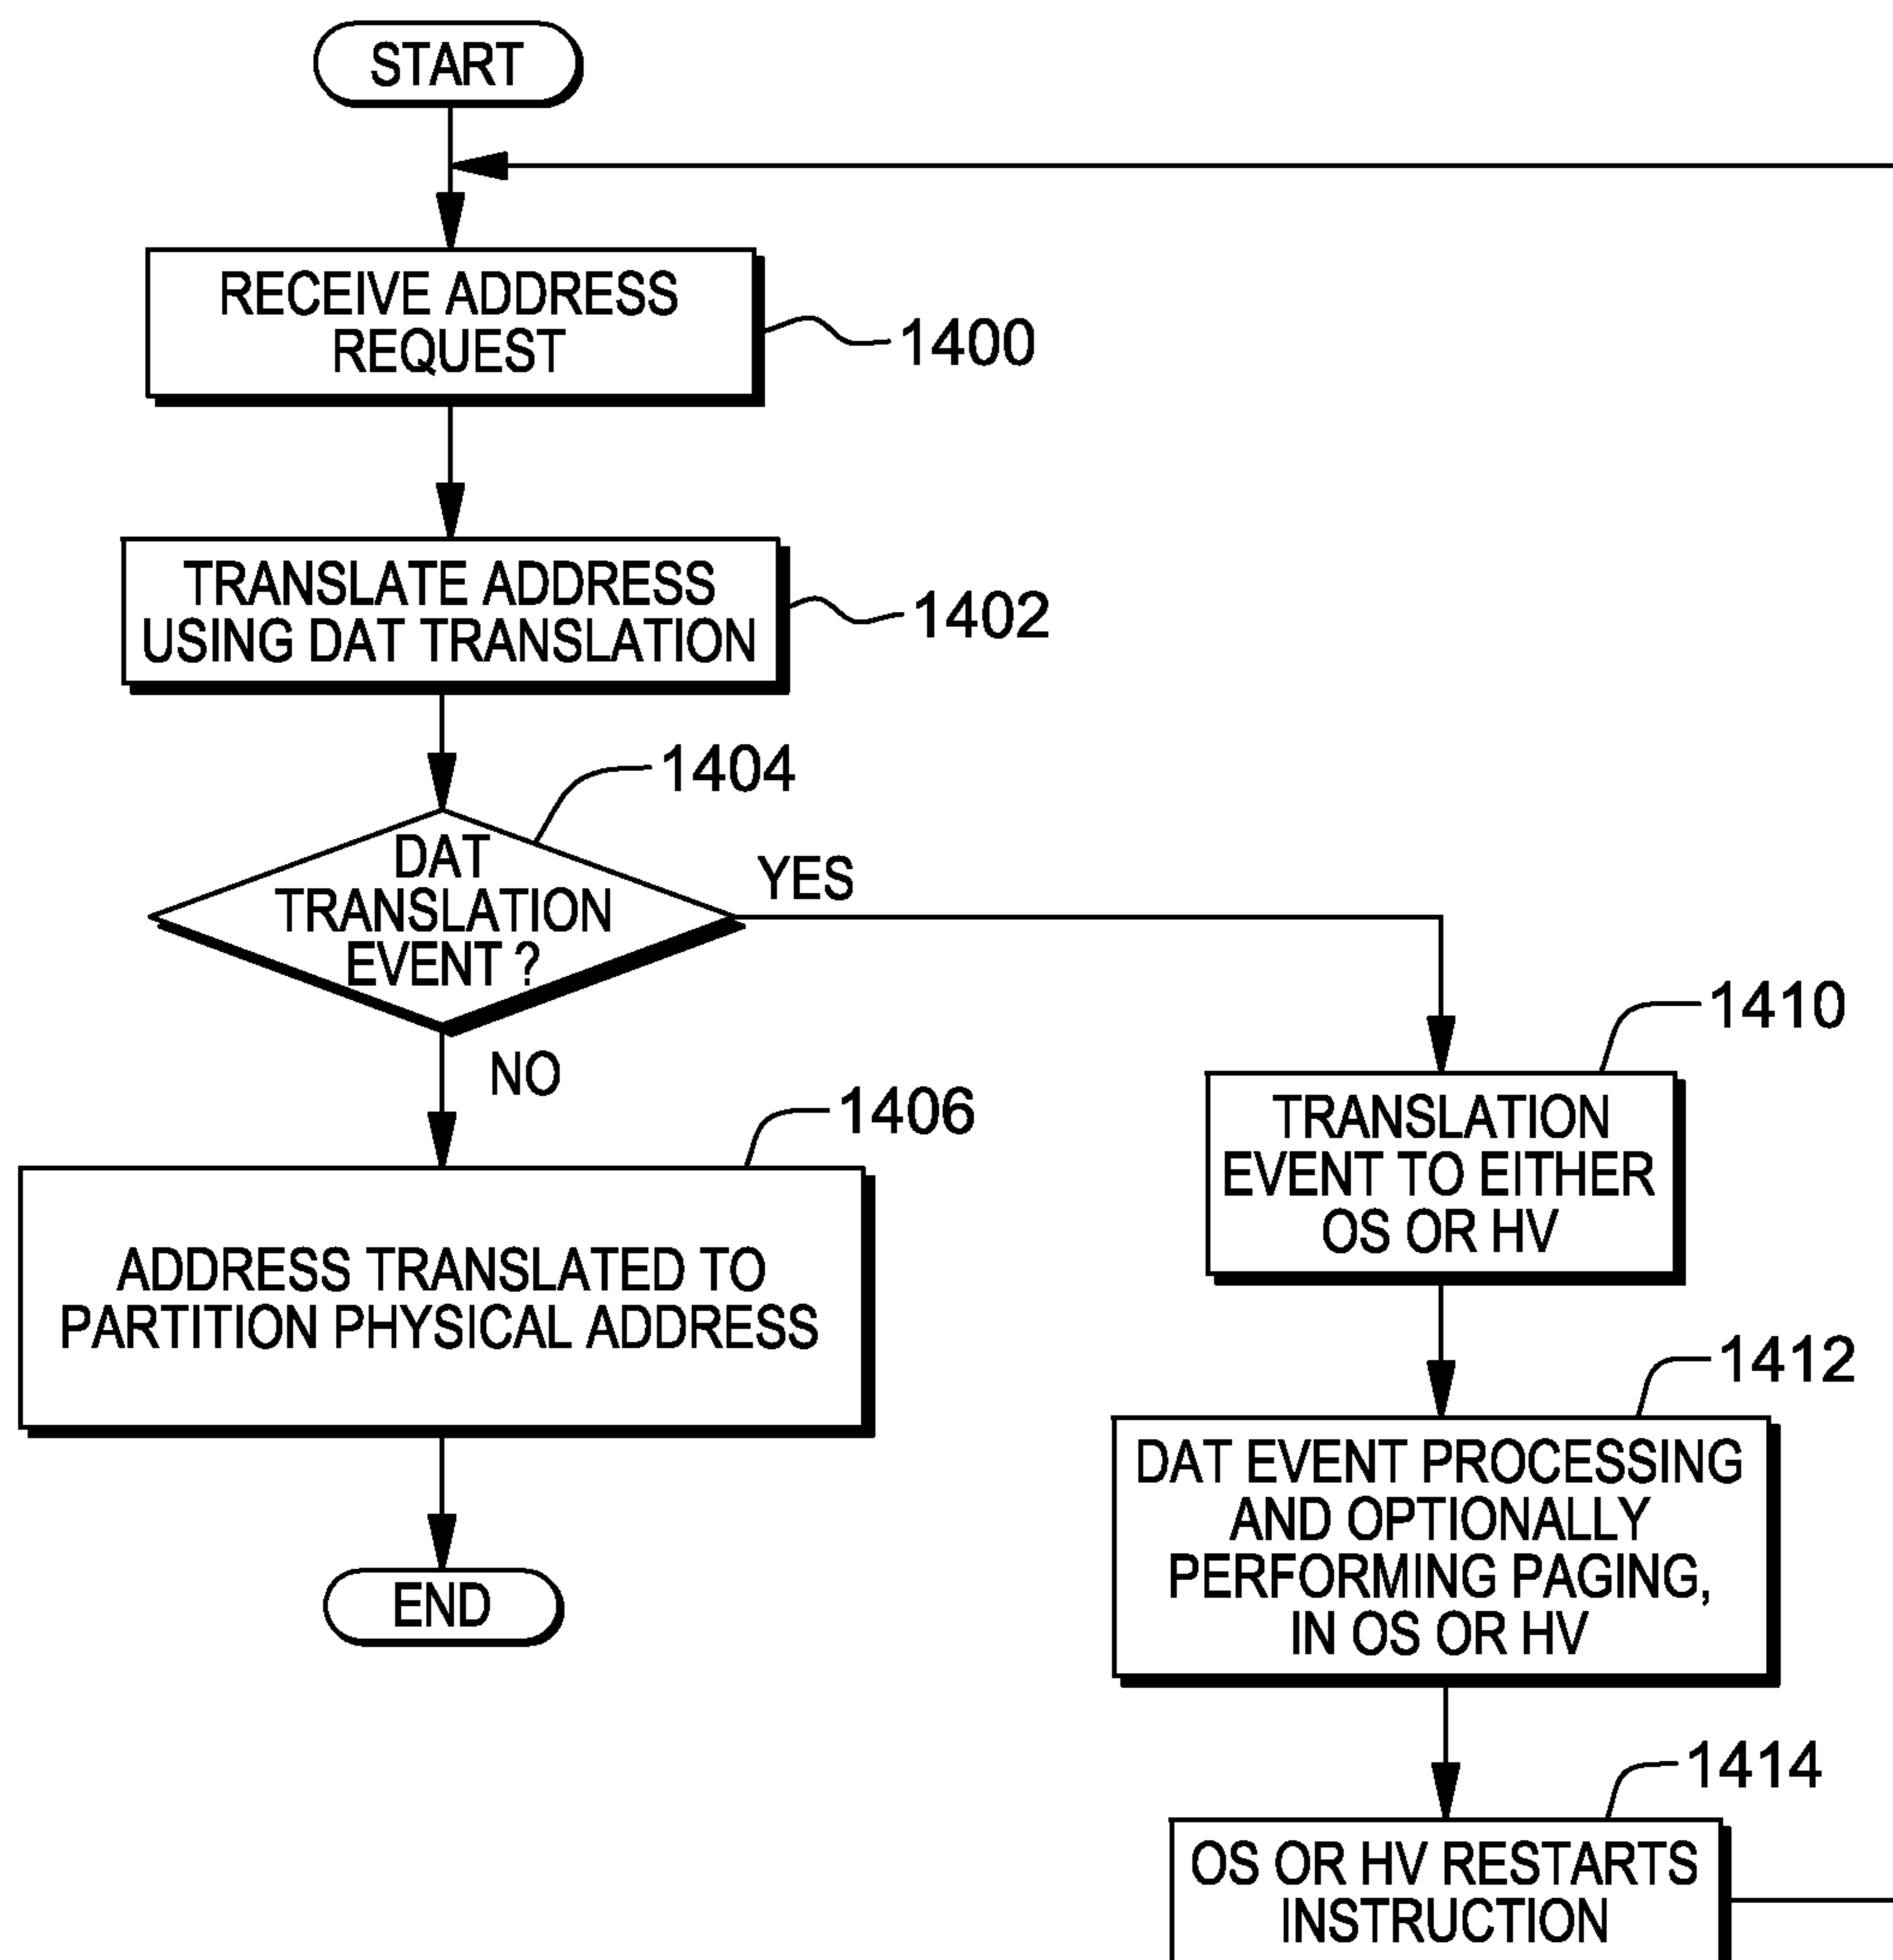 START
RECEIVE ADDRESS
REQUEST
1400
TRANSLATE ADDRESS
USING DAT TRANSLATION
1402
1404
DAT
TRANSLATION
EVENT ?
YES
NO
1406
ADDRESS TRANSLATED TO
PARTITION PHYSICAL ADDRESS
END
1410
TRANSLATION
EVENT TO EITHER
OS OR HV
1412
DAT EVENT PROCESSING
AND OPTIONALLY
PERFORMING PAGING,
IN OS OR HV
1414
OS OR HV RESTARTS
INSTRUCTION